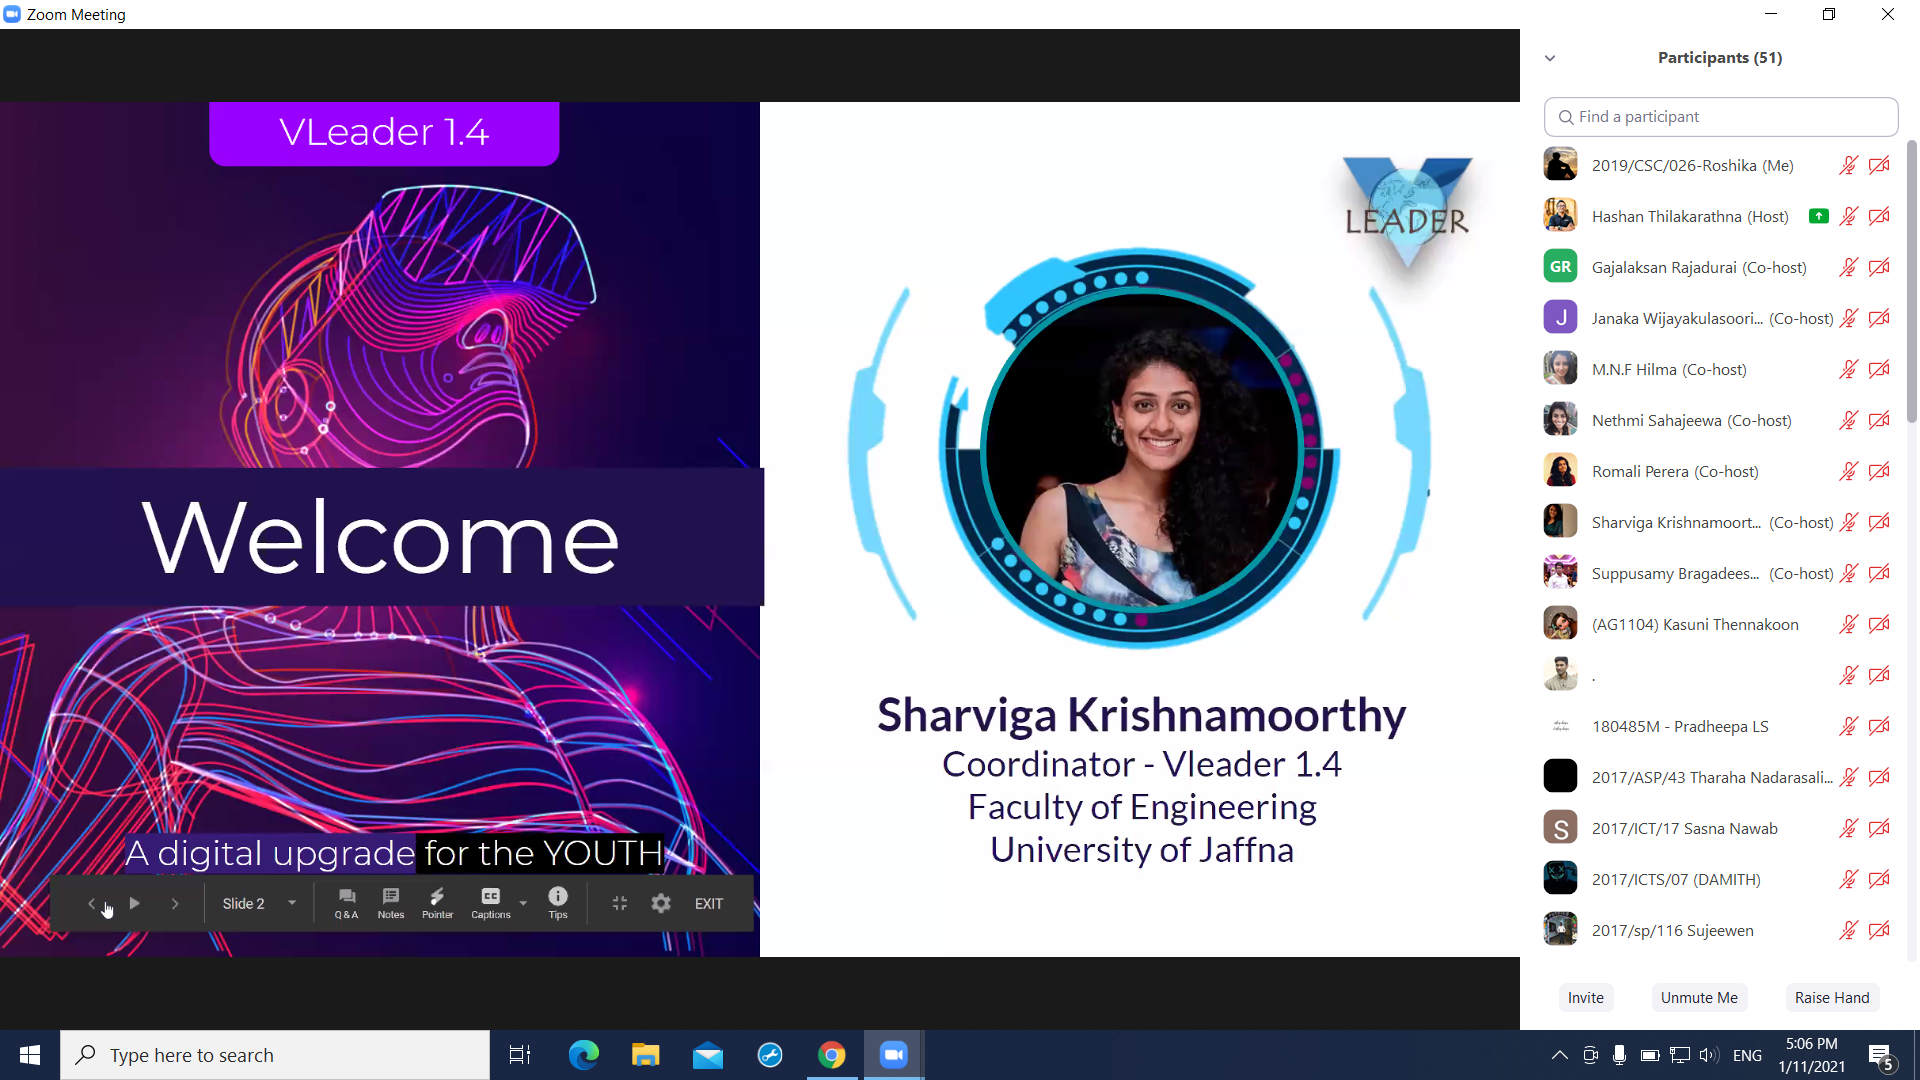 Zoom Meeting
VLeader 1.4
Welcome
A digital upgrade for the YOUTH
Slide 2
Q & A
Notes
Pointer
CC
Captions
Tips
EXIT
LEADER
Sharviga Krishnamoorthy
Coordinator - Vleader 1.4
Faculty of Engineering
University of Jaffna
Participants (51)
Find a participant
2019/CSC/026-Roshika (Me)
Hashan Thilakarathna (Host)
GR
Gajalaksan Rajadurai (Co-host)
J
Janaka Wijayakulasoori... (Co-host)
M.N.F Hilma (Co-host)
Nethmi Sahajeewa (Co-host)
Romali Perera (Co-host)
Sharviga Krishnamoort... (Co-host)
Suppusamy Bragadees... (Co-host)
(AG1104) Kasuni Thennakoon
.
180485M - Pradheepa LS
2017/ASP/43 Tharaha Nadarasali...
S
2017/ICT/17 Sasna Nawab
2017/ICTS/07 (DAMITH)
2017/sp/116 Sujeewen
Invite
Unmute Me
Raise Hand
Type here to search
ENG
5:06 PM
1/11/2021
5